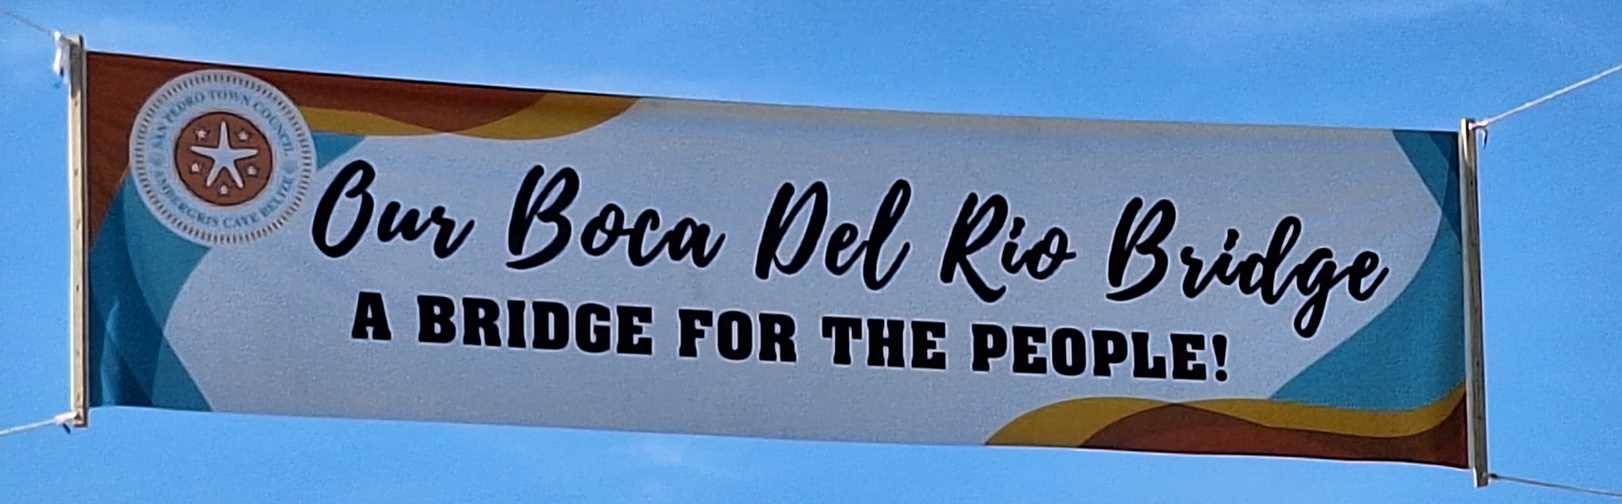 SAN PEDRO TOWN COUNCIL
AMBERGRIS CAYE BELIZE
Our Boca Del Rio Bridge
A BRIDGE FOR THE PEOPLE!